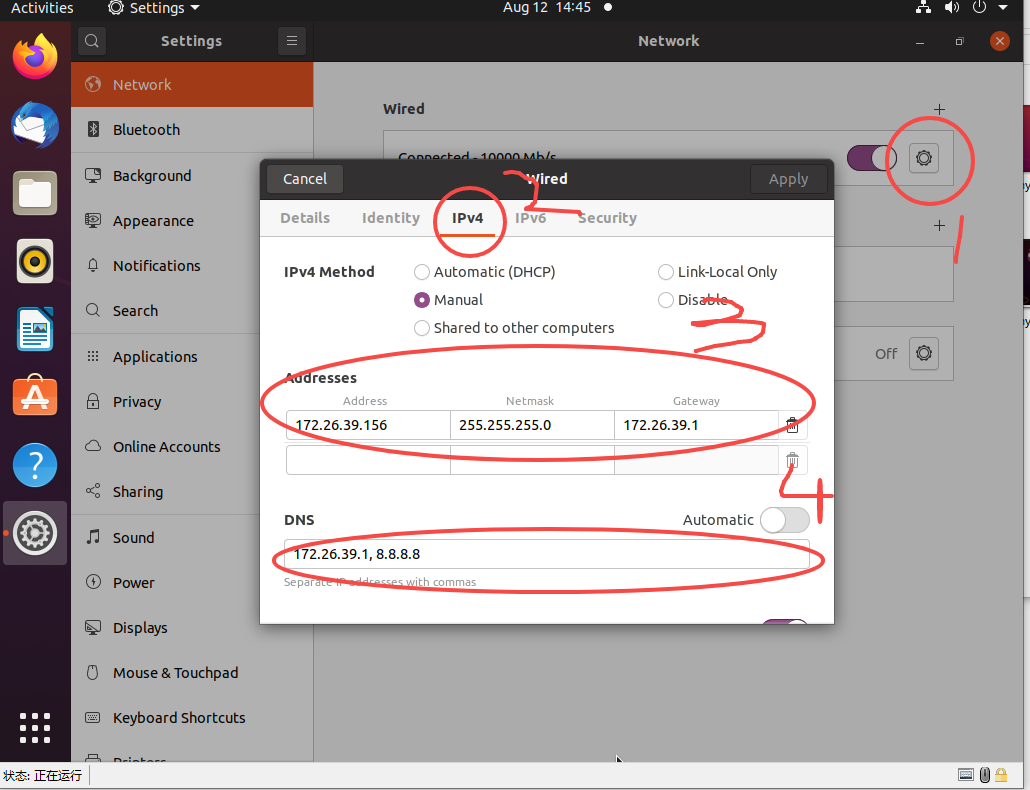 Activities Settings Aug 12 14:45
Settings Network
Network
Bluetooth
Background
Appearance
Notifications
Search
Applications
Privacy
Online Accounts
Sharing
Sound
Power
Displays
Mouse & Touchpad
Keyboard Shortcuts
Printers
Wired
Connected - 10000 Mb/s
Off
Cancel Wired Apply
Details Identity IPv4 IPv6 Security
IPv4 Method Automatic (DHCP) Link-Local Only
Manual Disable
Shared to other computers
Addresses
Address Netmask Gateway
172.26.39.156 255.255.255.0 172.26.39.1
DNS Automatic
172.26.39.1, 8.8.8.8
Separate IP addresses with commas
1
2
3
4
状态: 正在运行